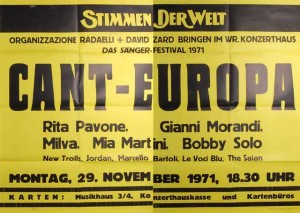 STIMMEN DER WELT
ORGANIZZAZIONE RADAELLI + DAVID ZARD BRINGEN IM WR. KONZERTHAUS
DAS SÄNGER-FESTIVAL 1971
CANT-EUROPA
Rita Pavone. Gianni Morandi.
Milva. Mia Martini. Bobby Solo
New Trolls, Jordan, Marcello Bartoli, Le Voci Blu, The Saian
MONTAG, 29. NOVEMBER 1971, 18.30 UHR
KARTEN: Musikhaus 3/4, Konzerthauskasse und Kartenbüros